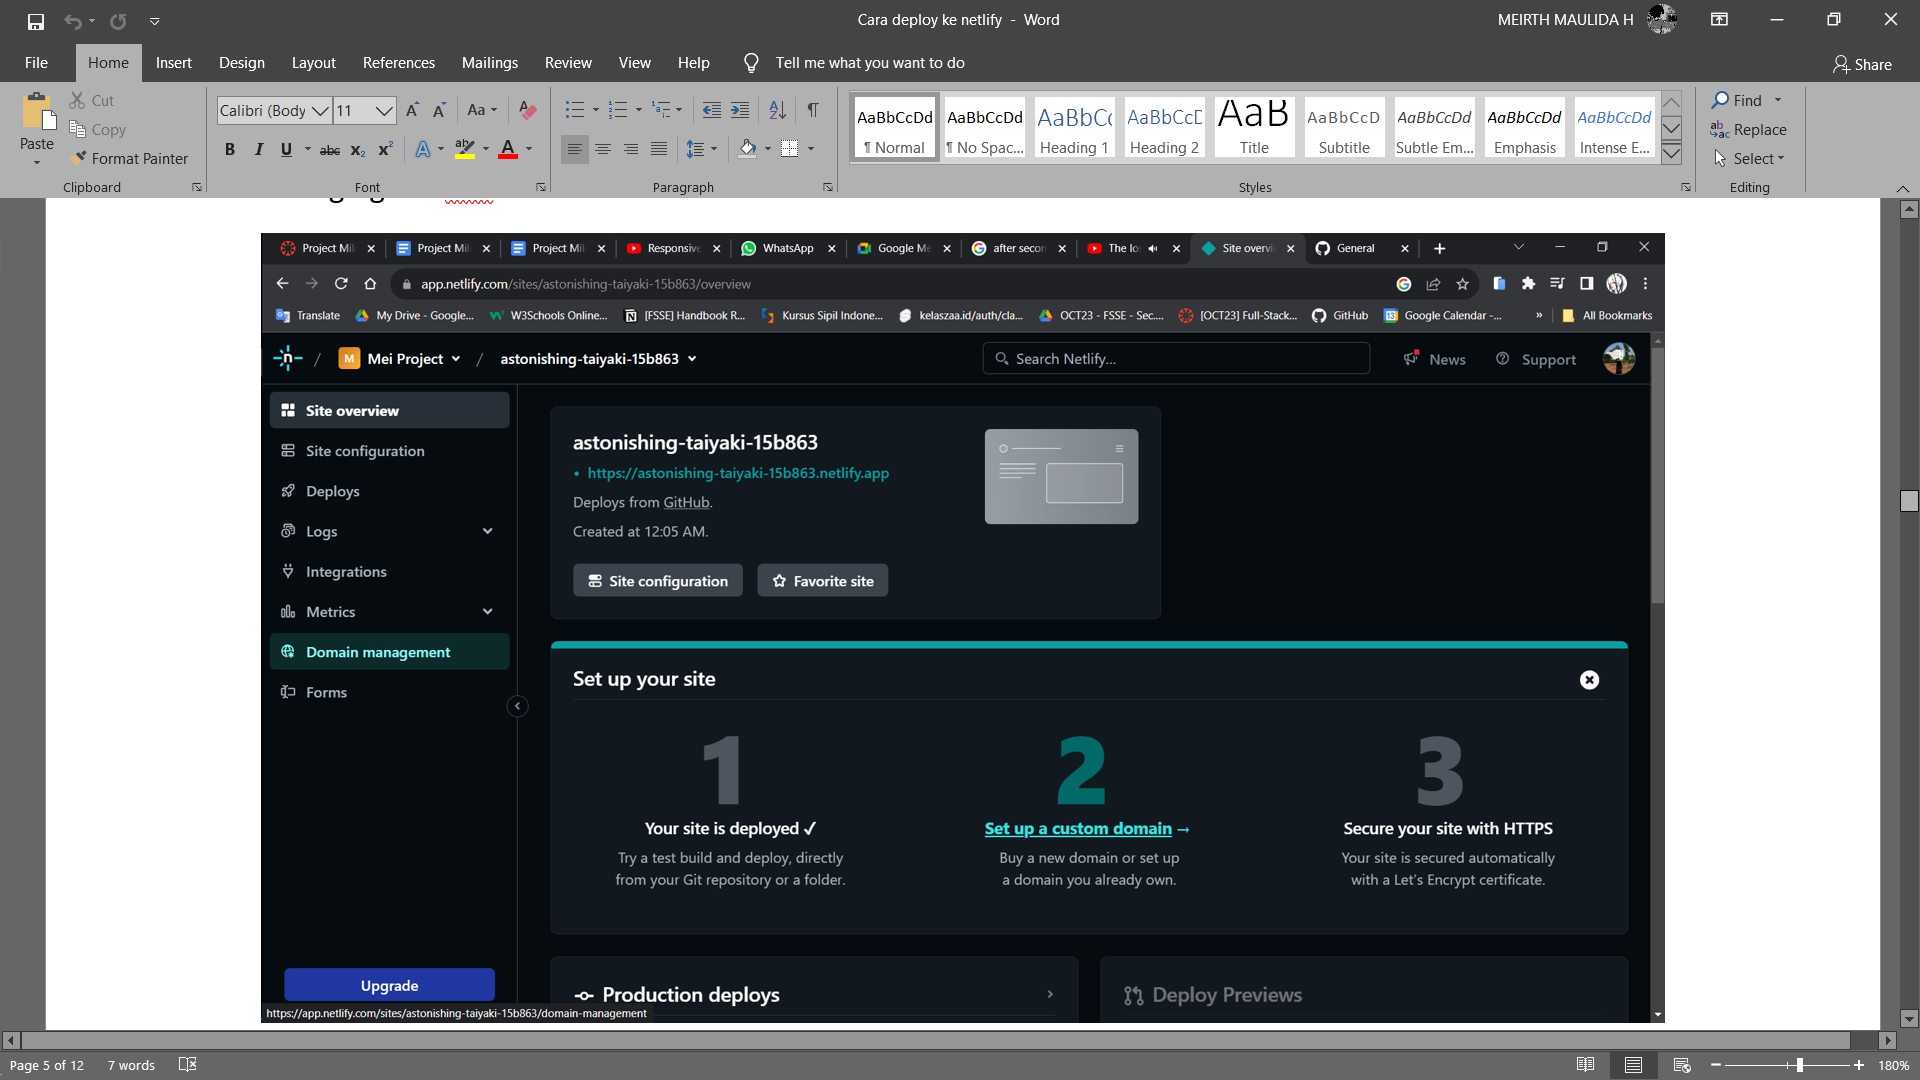 Cara deploy ke netlify - Word
MEIRTH MAULIDA H
File Home Insert Design Layout References Mailings Review View Help Tell me what you want to do
Share
Paste
Cut
Copy
Format Painter
Clipboard
Calibri (Body 11
Aa
B I U abc x₂ x²
Font
Paragraph
AaBbCcDd AaBbCcDd AaBbCc AaBbCcE AaB AaBbCcD AaBbCcDd AaBbCcDd AaBbCcDd
¶ Normal ¶ No Spac... Heading 1 Heading 2 Title Subtitle Subtle Em... Emphasis Intense E...
Styles
Find
Replace
Select
Editing
Project Mil Project Mil Project Mil Responsive WhatsApp Google Me after secon The lo Site overvi General
app.netlify.com/sites/astonishing-taiyaki-15b863/overview
Translate My Drive - Google... W3Schools Online... [FSSE] Handbook R... Kursus Sipil Indone... kelaszaa.id/auth/cla... OCT23 - FSSE - Sec.... [OCT23] Full-Stack... GitHub Google Calendar -... » All Bookmarks
/ M Mei Project / astonishing-taiyaki-15b863
Search Netlify...
News Support
Site overview
Site configuration
Deploys
Logs
Integrations
Metrics
Domain management
Forms
Upgrade
astonishing-taiyaki-15b863
• https://astonishing-taiyaki-15b863.netlify.app
Deploys from GitHub.
Created at 12:05 AM.
Site configuration Favorite site
Set up your site
1
Your site is deployed ✓
Try a test build and deploy, directly
from your Git repository or a folder.
2
Set up a custom domain →
Buy a new domain or set up
a domain you already own.
3
Secure your site with HTTPS
Your site is secured automatically
with a Let's Encrypt certificate.
Production deploys
Deploy Previews
https://app.netlify.com/sites/astonishing-taiyaki-15b863/domain-management
Page 5 of 12 7 words
180%